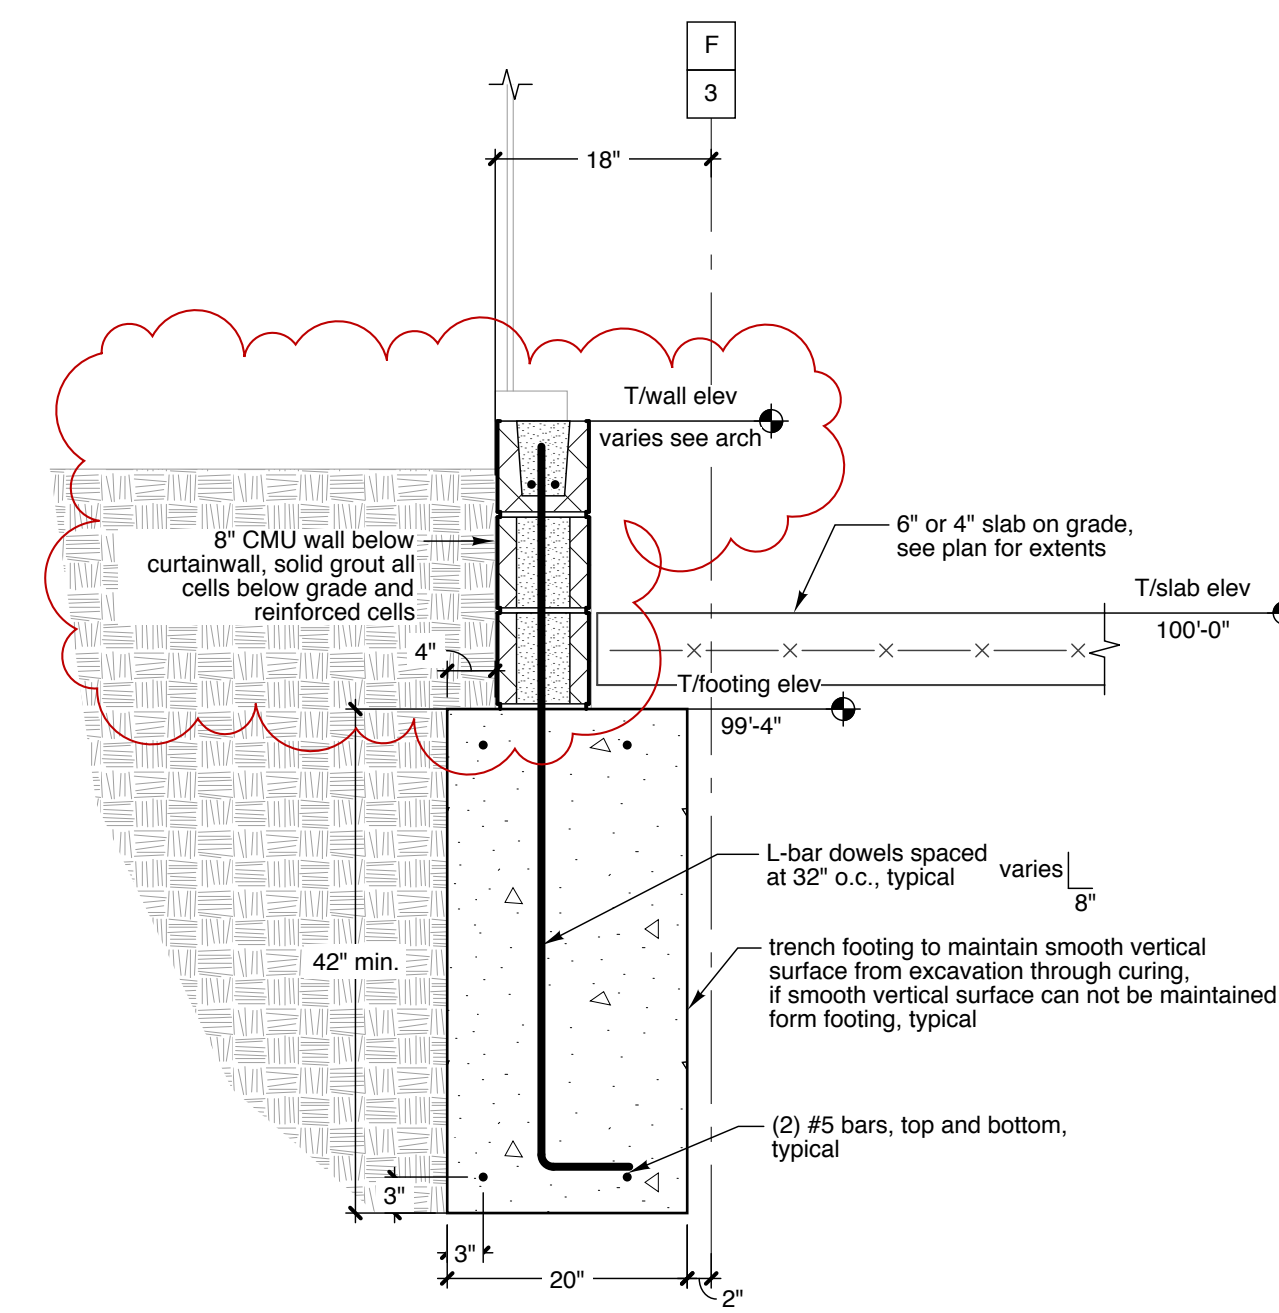 F
3
18"
T/wall elev
varies see arch
8" CMU wall below
curtainwall, solid grout all
cells below grade and
reinforced cells
6" or 4" slab on grade,
see plan for extents
T/slab elev
100'-0"
4"
T/footing elev
99'-4"
L-bar dowels spaced
at 32" o.c., typical
varies
8"
42" min.
trench footing to maintain smooth vertical
surface from excavation through curing,
if smooth vertical surface can not be maintained
form footing, typical
(2) #5 bars, top and bottom,
typical
3"
3"
20"
2"